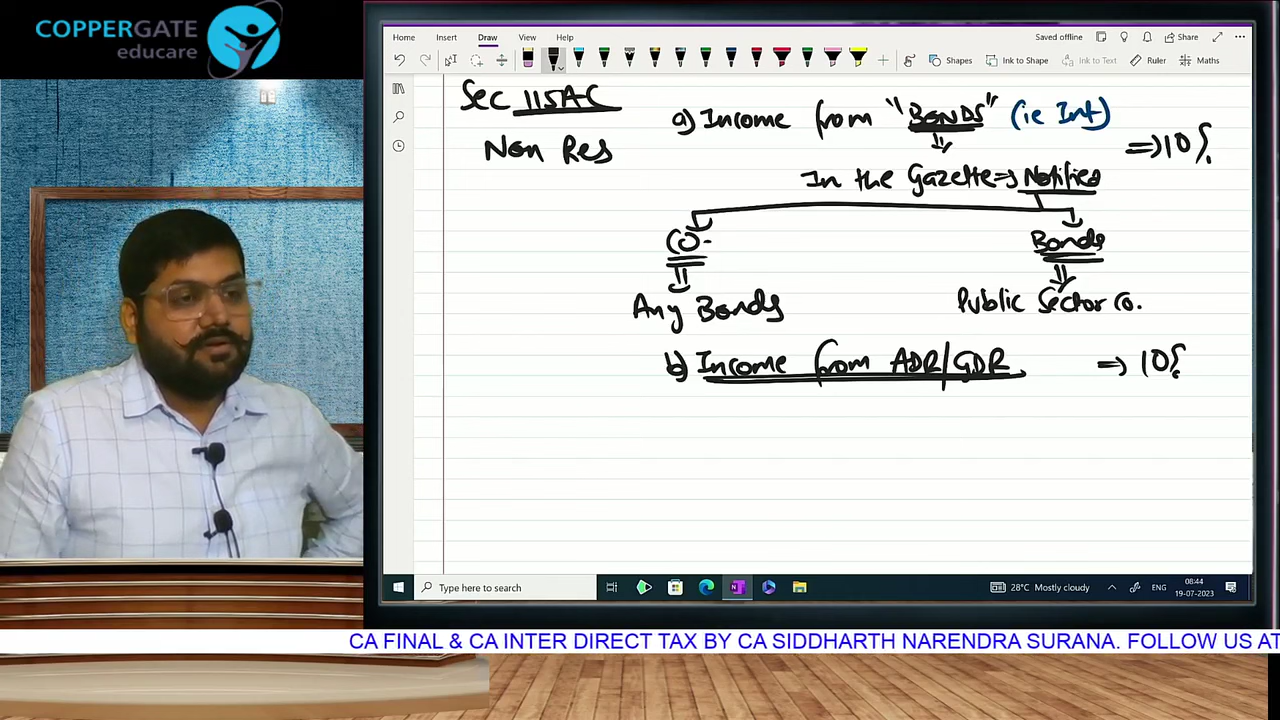 COPPERGATE
educare
Home Insert Draw View Help
Saved offline Share
Shapes Ink to Shape Ink to Text Ruler Maths
Sec 115AC
Non Res
a) Income from "BONDS" (ie Int)
⇒ 10%
In the Gazette ⇒ Notified
Co.
Bonds
Any Bonds
Public Sector Co.
b) Income from ADR/GDR ⇒ 10%
Type here to search
28°C Mostly cloudy
ENG
08:44
19-07-2023
CA FINAL & CA INTER DIRECT TAX BY CA SIDDHARTH NARENDRA SURANA. FOLLOW US AT